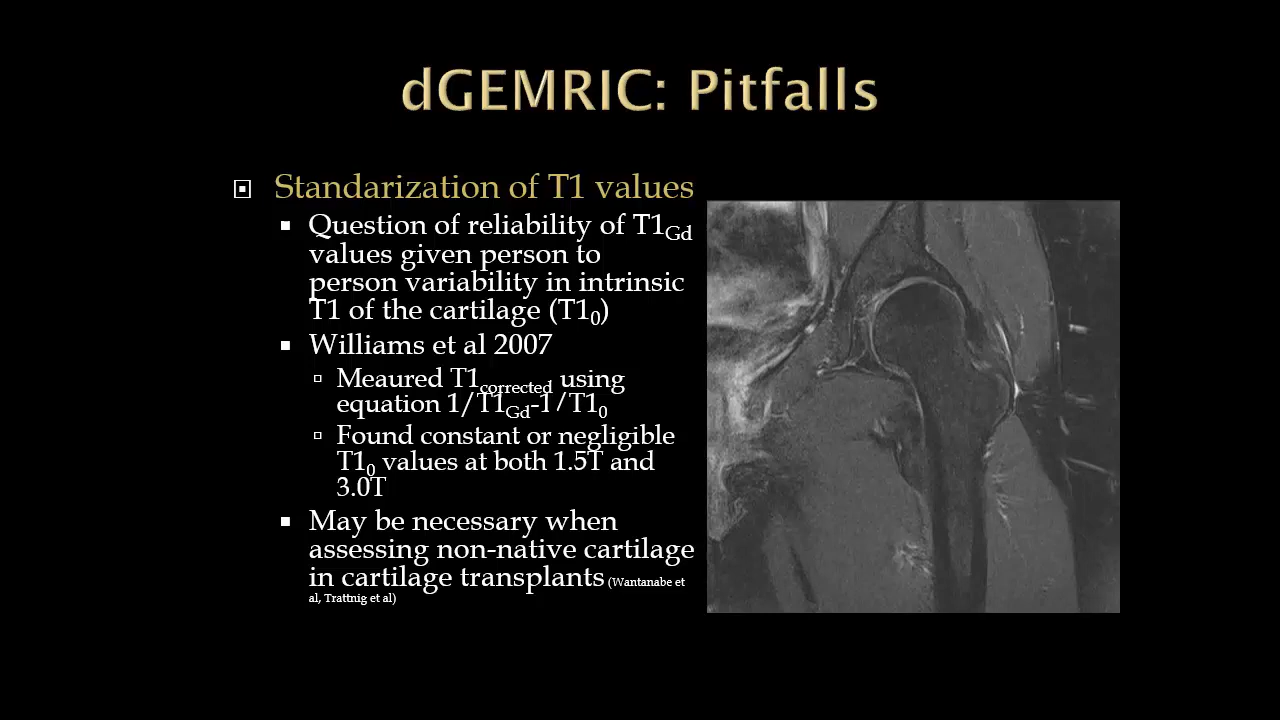 dGEMRIC: Pitfalls
Standarization of T1 values
Question of reliability of T1Gd
values given person to
person variability in intrinsic
T1 of the cartilage (T10)
Williams et al 2007
Meaured T1corrected using
equation 1/T1Gd-1/T10
Found constant or negligible
T10 values at both 1.5T and
3.0T
May be necessary when
assessing non-native cartilage
in cartilage transplants (Wantanabe et
al, Trattnig et al)